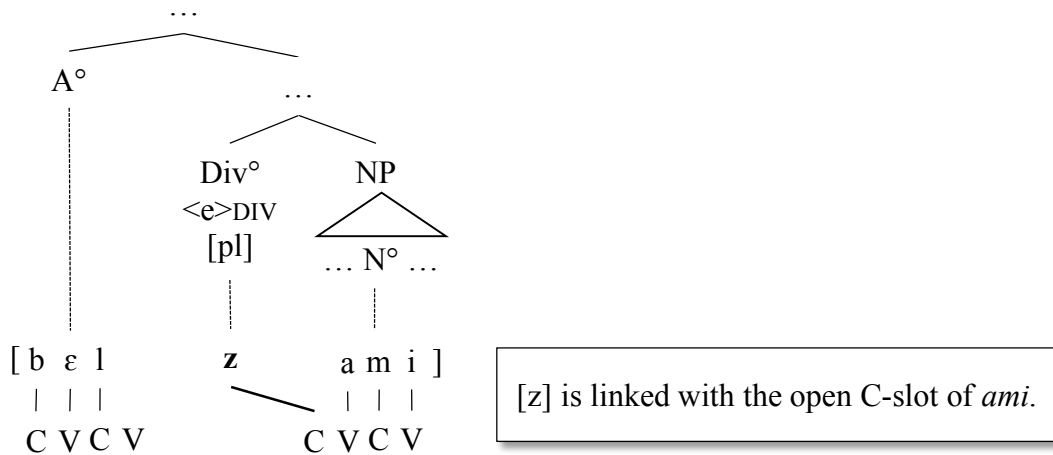 …
A°
…
Div° NP
<e>DIV
[pl]
… N° …
[ b ɛ l z a m i ]
C V C V C V C V
[z] is linked with the open C-slot of ami.